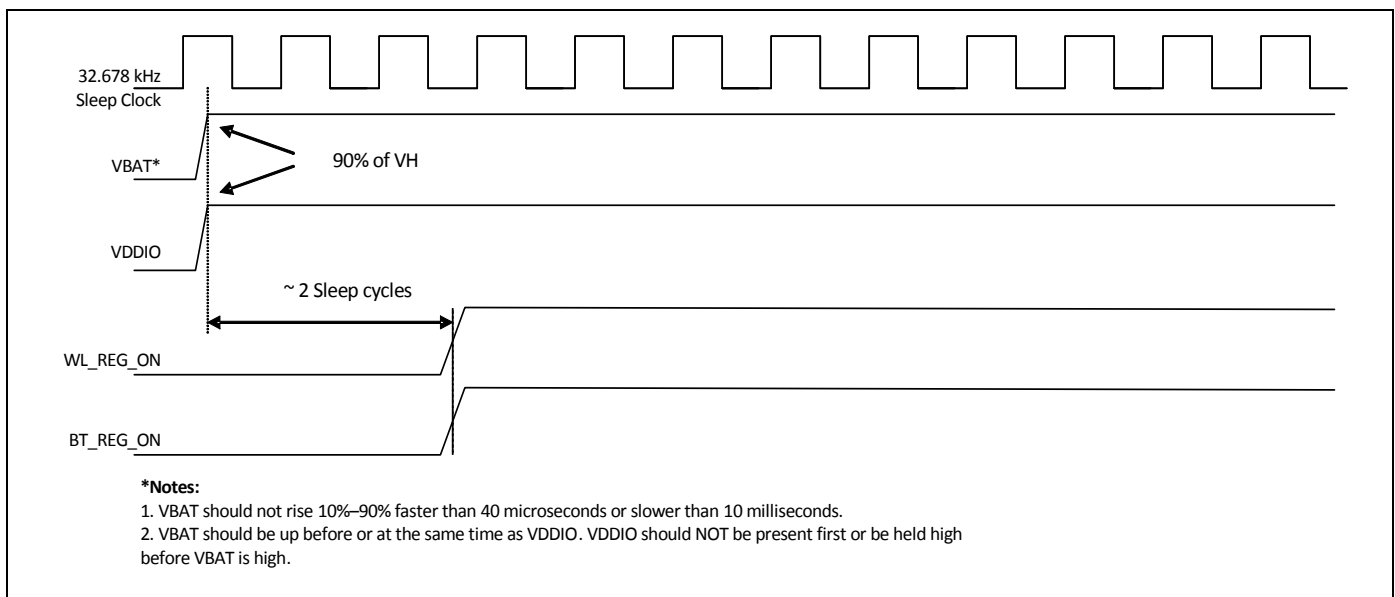 32.678 kHz
Sleep Clock
VBAT*
90% of VH
VDDIO
~ 2 Sleep cycles
WL_REG_ON
BT_REG_ON
*Notes:
1. VBAT should not rise 10%–90% faster than 40 microseconds or slower than 10 milliseconds.
2. VBAT should be up before or at the same time as VDDIO. VDDIO should NOT be present first or be held high
before VBAT is high.